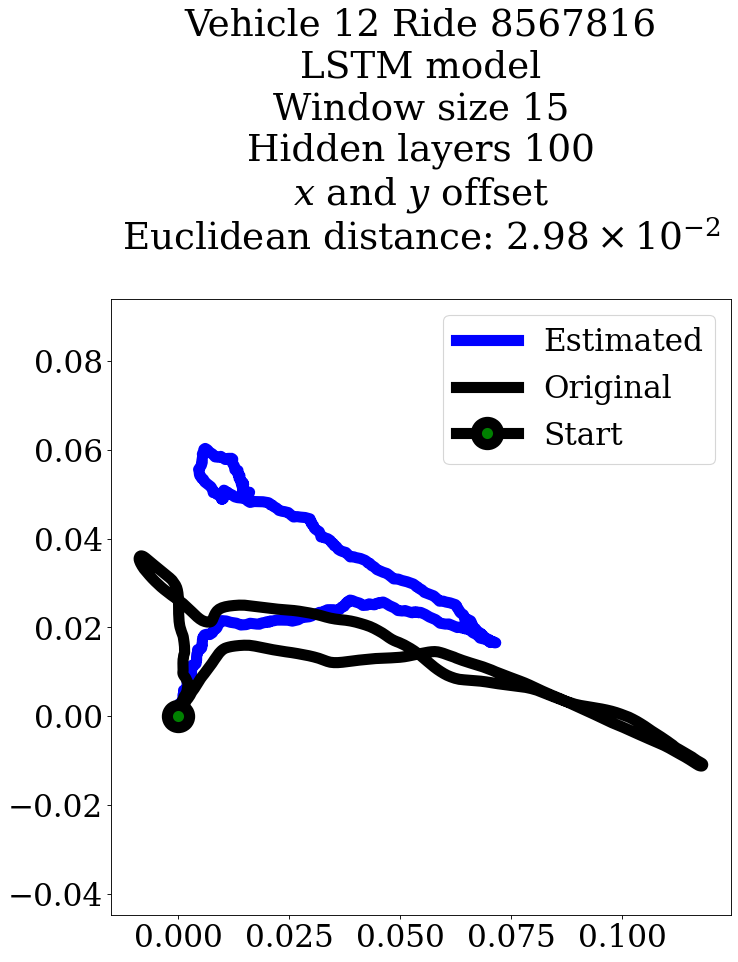 Vehicle 12 Ride 8567816
LSTM model
Window size 15
Hidden layers 100
x and y offset
Euclidean distance: 2.98 × 10⁻²
Estimated
Original
Start
0.08
0.06
0.04
0.02
0.00
−0.02
−0.04
0.000 0.025 0.050 0.075 0.100